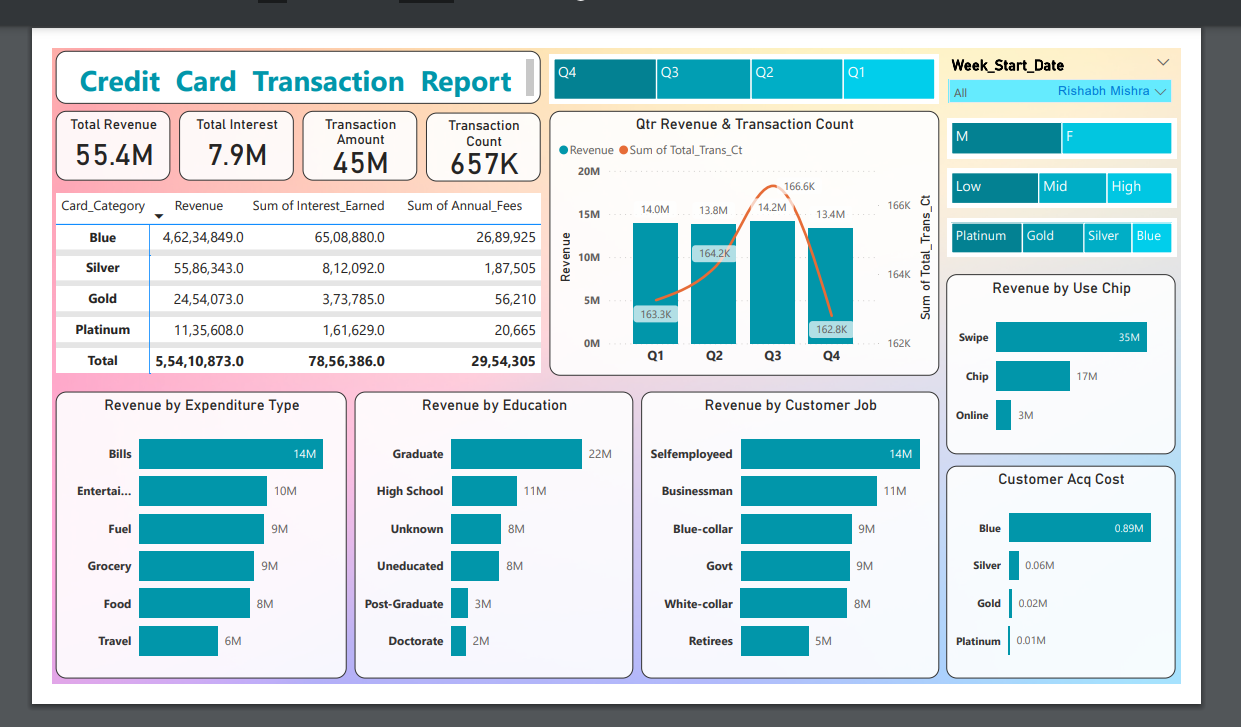 Credit Card Transaction Report
Q4 Q3 Q2 Q1
Week_Start_Date
All Rishabh Mishra
Total Revenue
55.4M
Total Interest
7.9M
Transaction
Amount
45M
Transaction
Count
657K
M F
Low Mid High
Platinum Gold Silver Blue
Card_Category Revenue Sum of Interest_Earned Sum of Annual_Fees
Blue 4,62,34,849.0 65,08,880.0 26,89,925
Silver 55,86,343.0 8,12,092.0 1,87,505
Gold 24,54,073.0 3,73,785.0 56,210
Platinum 11,35,608.0 1,61,629.0 20,665
Total 5,54,10,873.0 78,56,386.0 29,54,305
Qtr Revenue & Transaction Count
Revenue Sum of Total_Trans_Ct
Revenue
20M
15M
10M
5M
0M
14.0M 13.8M 14.2M 13.4M
163.3K 164.2K 166.6K 162.8K
Q1 Q2 Q3 Q4
166K
164K
162K
Sum of Total_Trans_Ct
Revenue by Use Chip
Swipe 35M
Chip 17M
Online 3M
Revenue by Expenditure Type
Bills 14M
Entertai... 10M
Fuel 9M
Grocery 9M
Food 8M
Travel 6M
Revenue by Education
Graduate 22M
High School 11M
Unknown 8M
Uneducated 8M
Post-Graduate 3M
Doctorate 2M
Revenue by Customer Job
Selfemployeed 14M
Businessman 11M
Blue-collar 9M
Govt 9M
White-collar 8M
Retirees 5M
Customer Acq Cost
Blue 0.89M
Silver 0.06M
Gold 0.02M
Platinum 0.01M